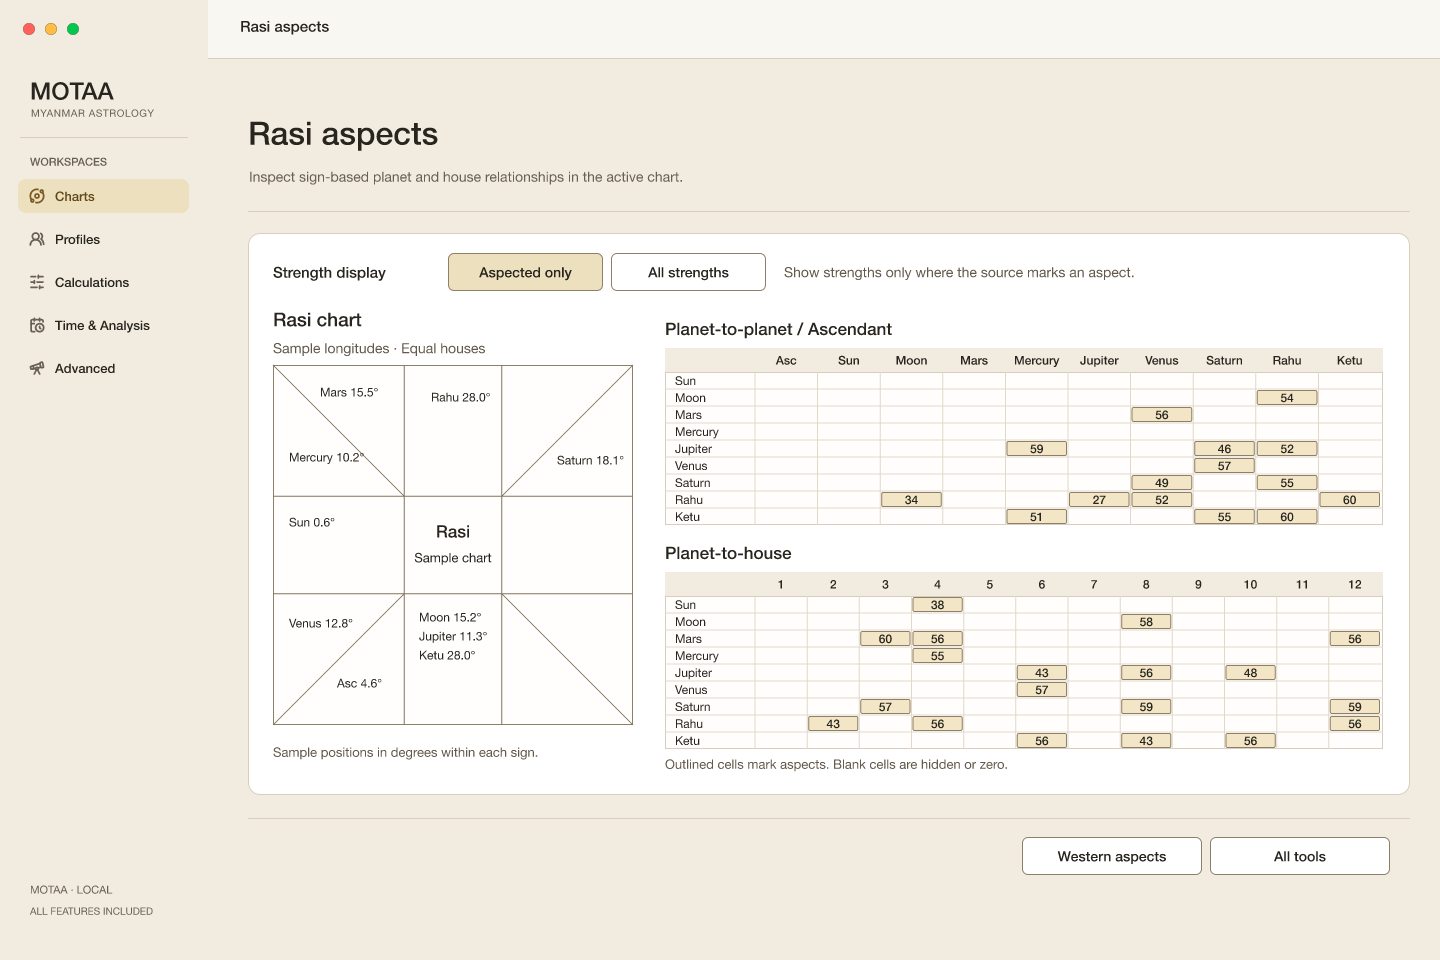 Rasi aspects
MOTAA
MYANMAR ASTROLOGY
WORKSPACES
Charts
Profiles
Calculations
Time & Analysis
Advanced
MOTAA · LOCAL
ALL FEATURES INCLUDED
Rasi aspects
Inspect sign-based planet and house relationships in the active chart.
Strength display
Aspected only
All strengths
Show strengths only where the source marks an aspect.
Rasi chart
Sample longitudes · Equal houses
Mars 15.5°
Rahu 28.0°
Mercury 10.2°
Saturn 18.1°
Sun 0.6°
Rasi
Sample chart
Venus 12.8°
Moon 15.2°
Jupiter 11.3°
Ketu 28.0°
Asc 4.6°
Sample positions in degrees within each sign.
Planet-to-planet / Ascendant
Asc Sun Moon Mars Mercury Jupiter Venus Saturn Rahu Ketu
Sun
Moon 54
Mars 56
Mercury
Jupiter 59 46 52
Venus 57
Saturn 49 55
Rahu 34 27 52 60
Ketu 51 55 60
Planet-to-house
1 2 3 4 5 6 7 8 9 10 11 12
Sun 38
Moon 58
Mars 60 56 56
Mercury 55
Jupiter 43 56 48
Venus 57
Saturn 57 59 59
Rahu 43 56 56
Ketu 56 43 56
Outlined cells mark aspects. Blank cells are hidden or zero.
Western aspects
All tools